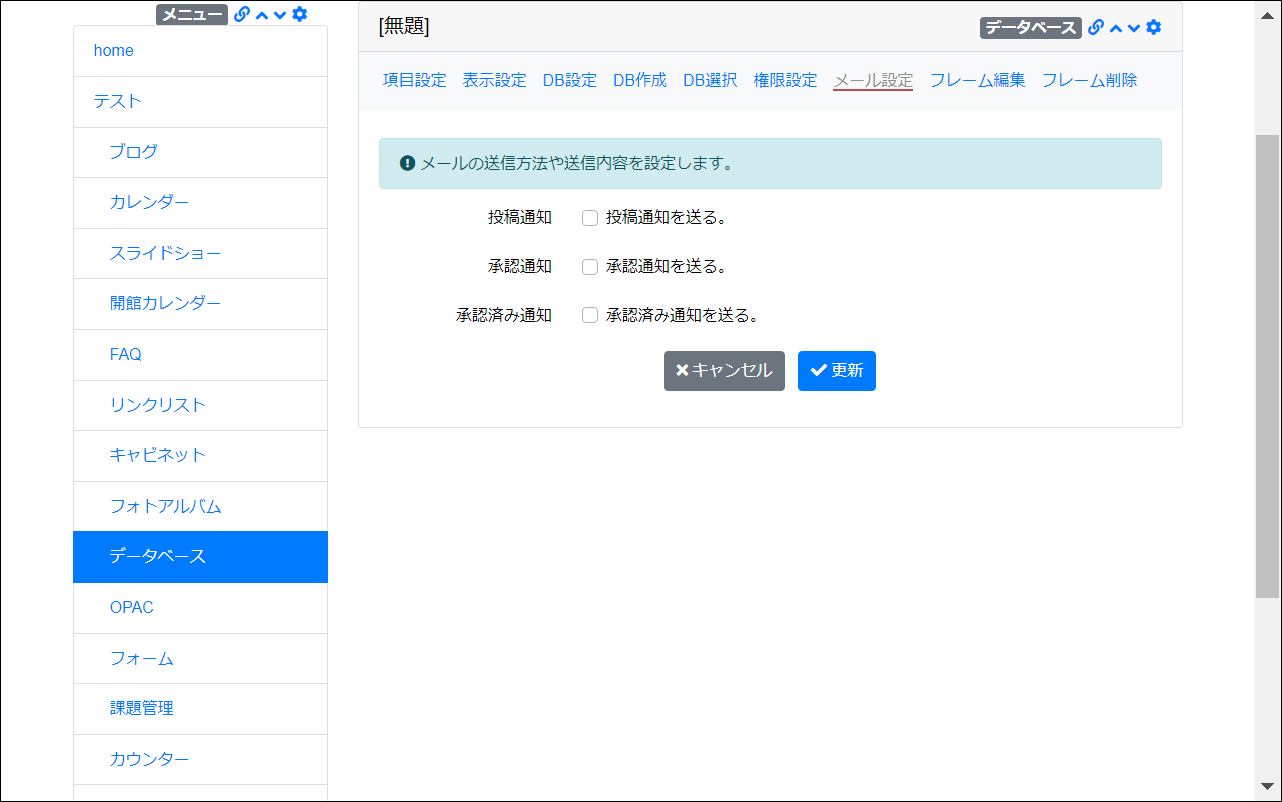 メニュー
home
テスト
ブログ
カレンダー
スライドショー
開館カレンダー
FAQ
リンクリスト
キャビネット
フォトアルバム
データベース
OPAC
フォーム
課題管理
カウンター
[無題]
データベース
項目設定 表示設定 DB設定 DB作成 DB選択 権限設定 メール設定 フレーム編集 フレーム削除
メールの送信方法や送信内容を設定します。
投稿通知 投稿通知を送る。
承認通知 承認通知を送る。
承認済み通知 承認済み通知を送る。
キャンセル 更新